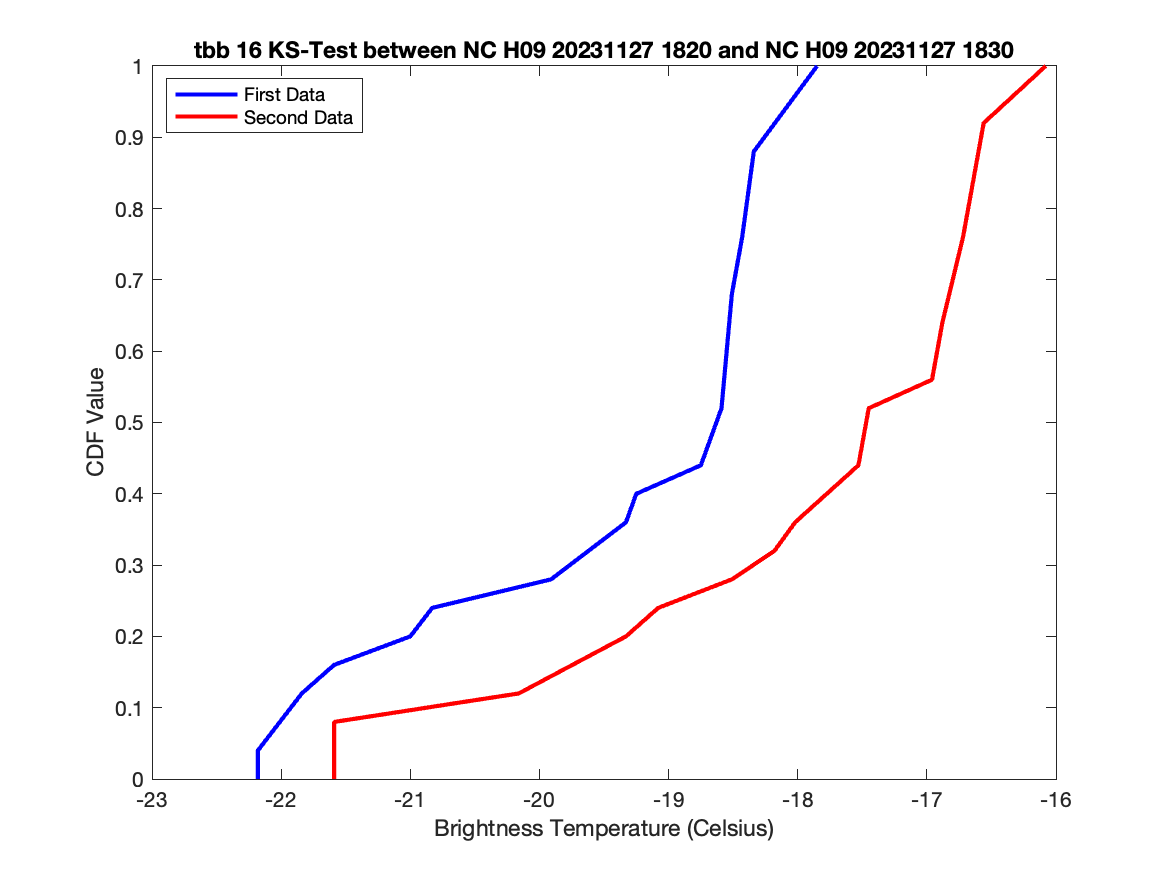 tbb 16 KS-Test between NC H09 20231127 1820 and NC H09 20231127 1830
First Data
Second Data
1
0.9
0.8
0.7
0.6
0.5
0.4
0.3
0.2
0.1
0
CDF Value
-23 -22 -21 -20 -19 -18 -17 -16
Brightness Temperature (Celsius)